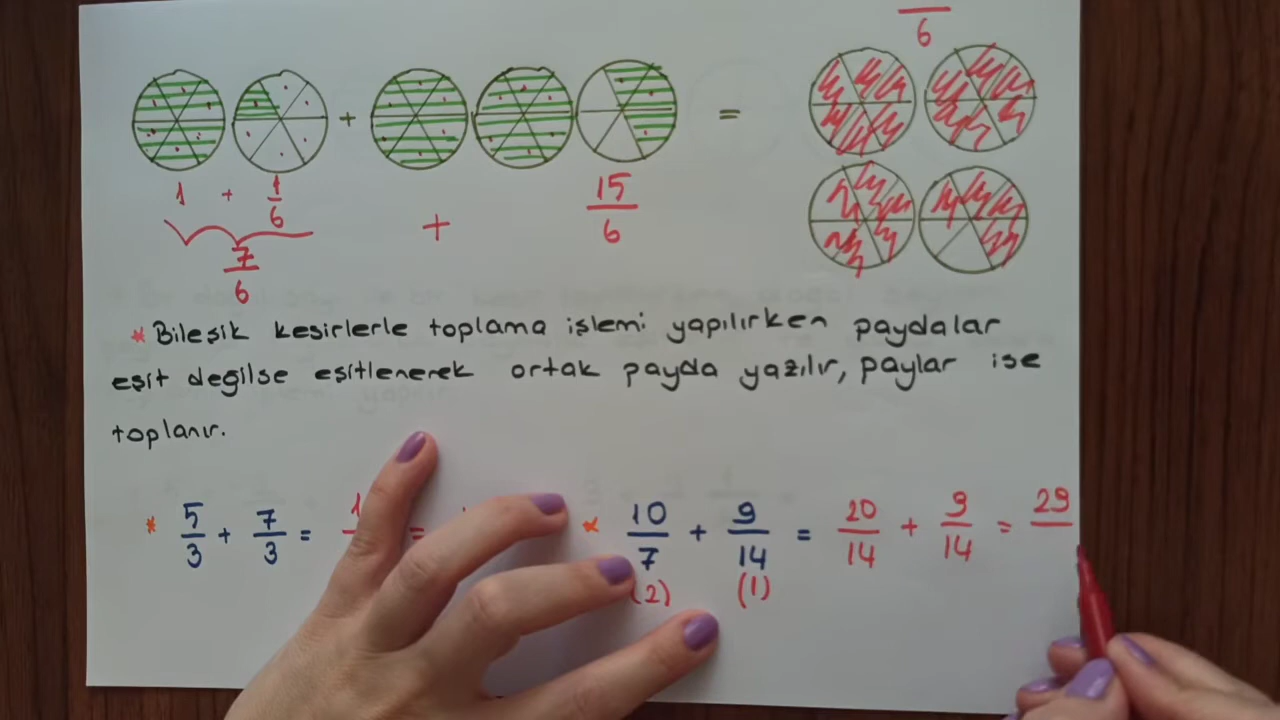 6
+ =
1 + 1/6 + 15/6
7/6
* Bileşik kesirlerle toplama işlemi yapılırken paydalar
eşit değilse eşitlenerek ortak payda yazılır, paylar ise
toplanır.
* 5/3 + 7/3 = =
* 10/7 + 9/14 = 20/14 + 9/14 = 29
(2) (1)